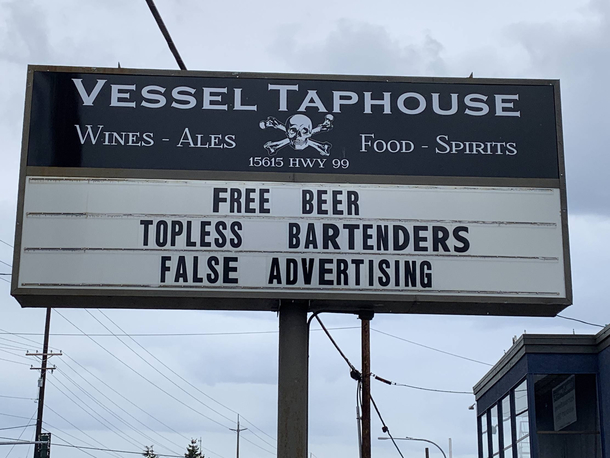 VESSEL TAPHOUSE
WINES - ALES
FOOD - SPIRITS
15615 HWY 99
FREE BEER
TOPLESS BARTENDERS
FALSE ADVERTISING